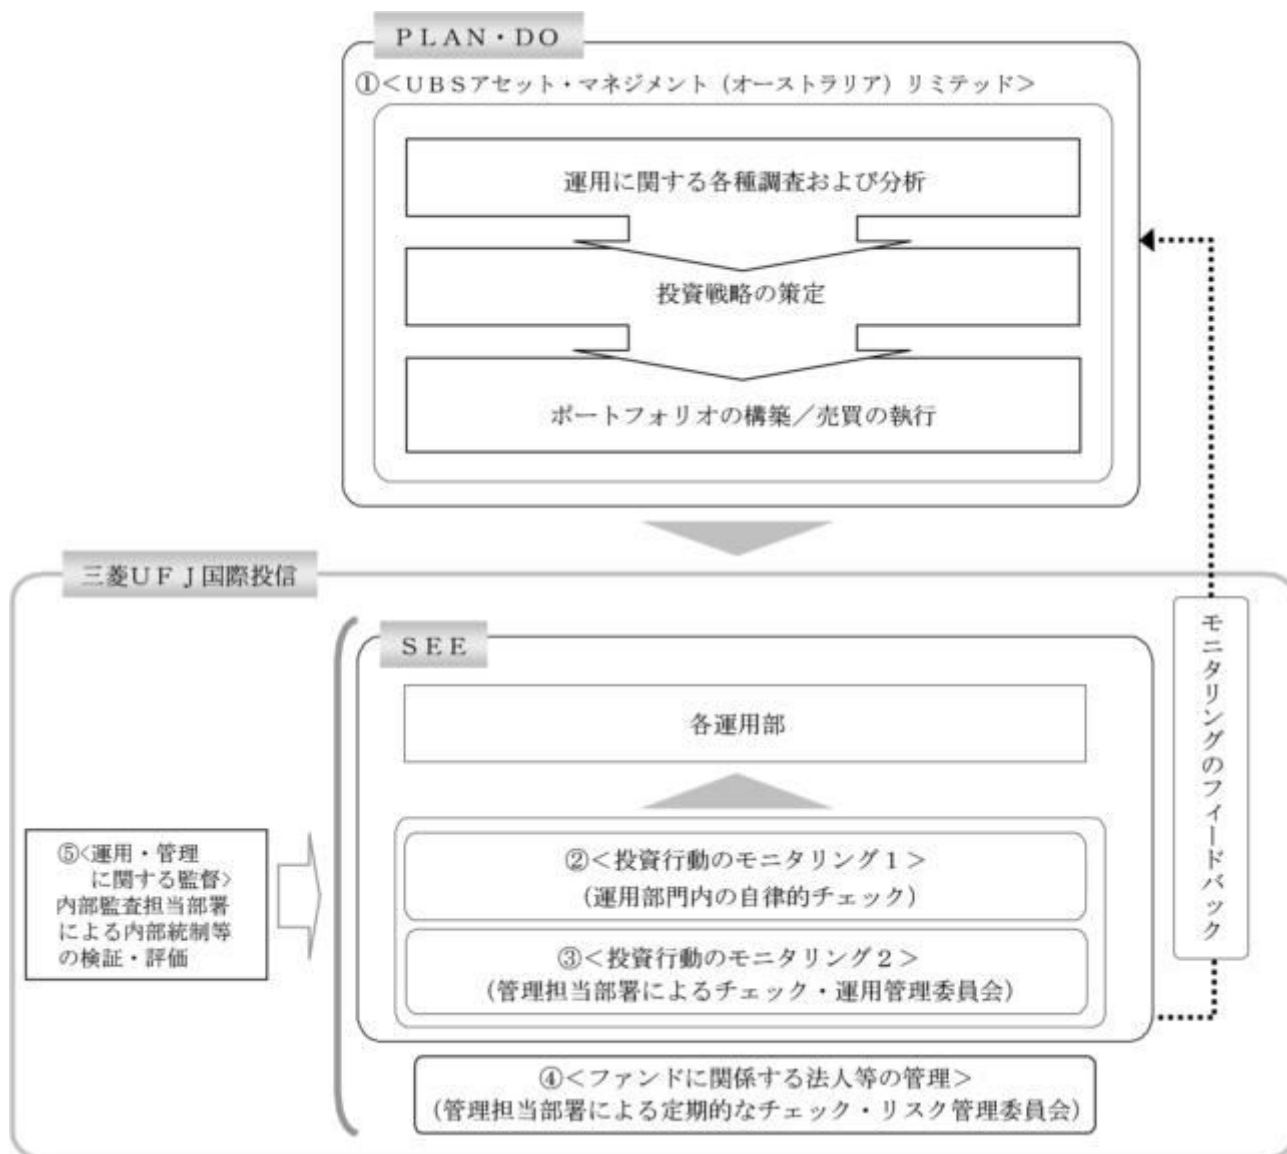 PLAN・DO
①<UBSアセット・マネジメント(オーストラリア)リミテッド>
運用に関する各種調査および分析
投資戦略の策定
ポートフォリオの構築/売買の執行
三菱UFJ国際投信
SEE
各運用部
②<投資行動のモニタリング1>
(運用部門内の自律的チェック)
③<投資行動のモニタリング2>
(管理担当部署によるチェック・運用管理委員会)
④<ファンドに関係する法人等の管理>
(管理担当部署による定期的なチェック・リスク管理委員会)
⑤<運用・管理
に関する監督>
内部監査担当部署
による内部統制等
の検証・評価
モニタリングのフィードバック